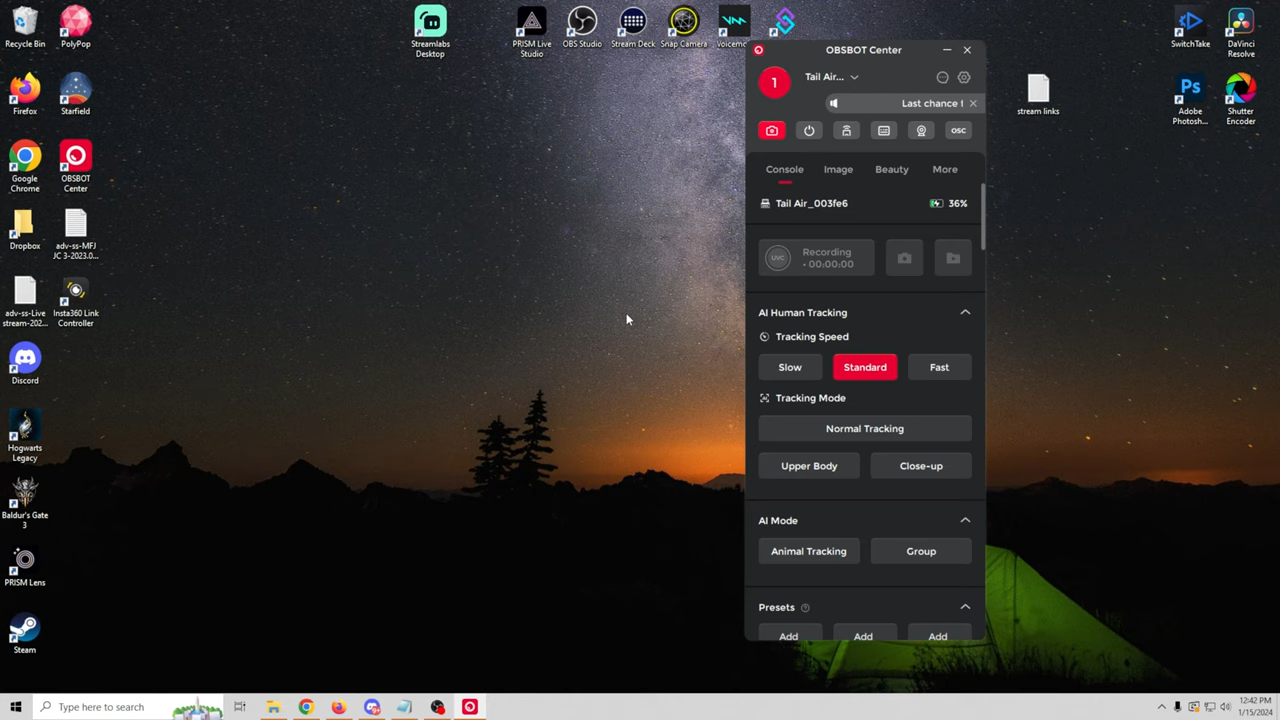 Recycle Bin
PolyPop
Streamlabs
Desktop
PRISM Live
Studio
OBS Studio
Stream Deck
Snap Camera
Voicemo
SwitchTake
DaVinci
Resolve
Firefox
Starfield
stream links
Adobe
Photosh...
Shutter
Encoder
Google
Chrome
OBSBOT
Center
Dropbox
adv-ss-MFJ
JC 3-2023.0...
adv-ss-Live
stream-202...
Insta360 Link
Controller
Discord
Hogwarts
Legacy
Baldur's Gate
3
PRISM Lens
Steam
OBSBOT Center
1
Tail Air...
Last chance
OSC
Console
Image
Beauty
More
Tail Air_003fe6
36%
UVC
Recording
• 00:00:00
AI Human Tracking
Tracking Speed
Slow
Standard
Fast
Tracking Mode
Normal Tracking
Upper Body
Close-up
AI Mode
Animal Tracking
Group
Presets ?
Add
Add
Add
Type here to search
12:42 PM
1/15/2024